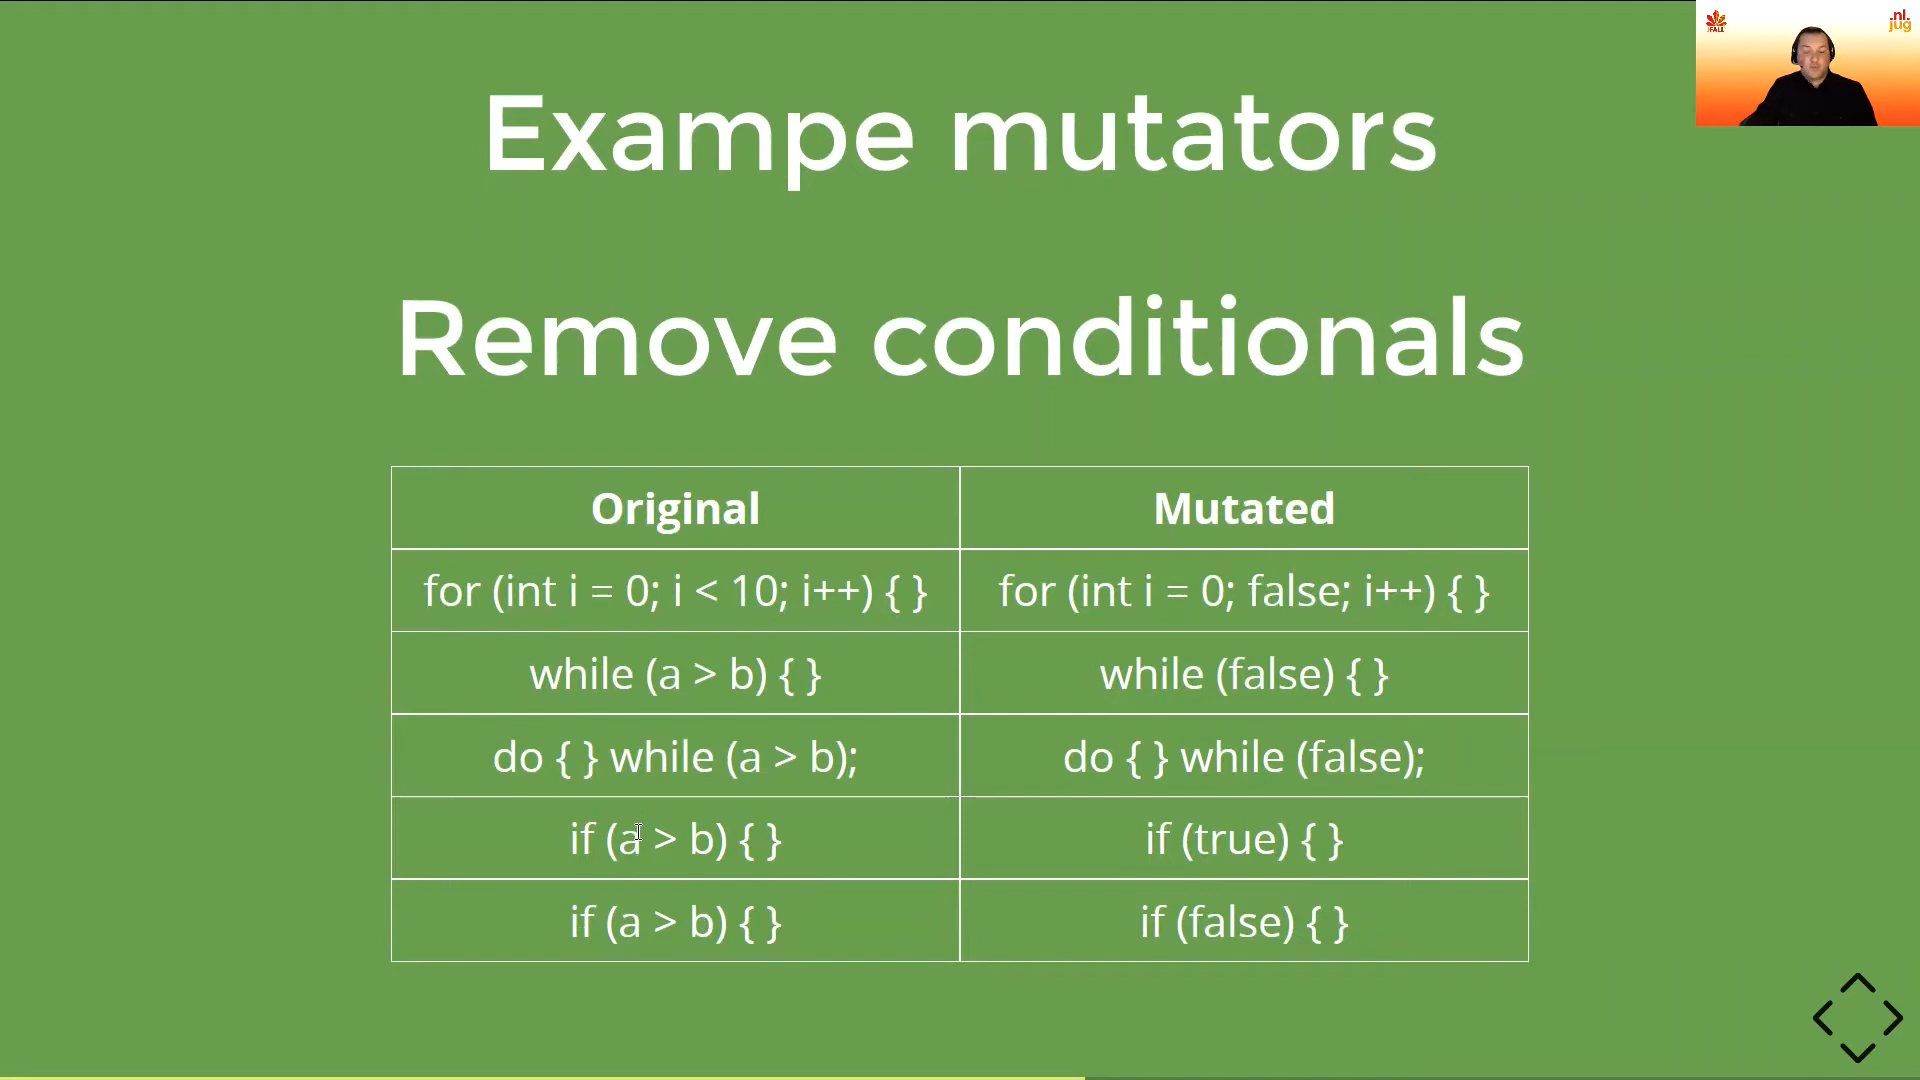 FALL
.nl
jug
Exampe mutators
Remove conditionals
Original Mutated
for (int i = 0; i < 10; i++) { } for (int i = 0; false; i++) { }
while (a > b) { } while (false) { }
do { } while (a > b); do { } while (false);
if (a > b) { } if (true) { }
if (a > b) { } if (false) { }